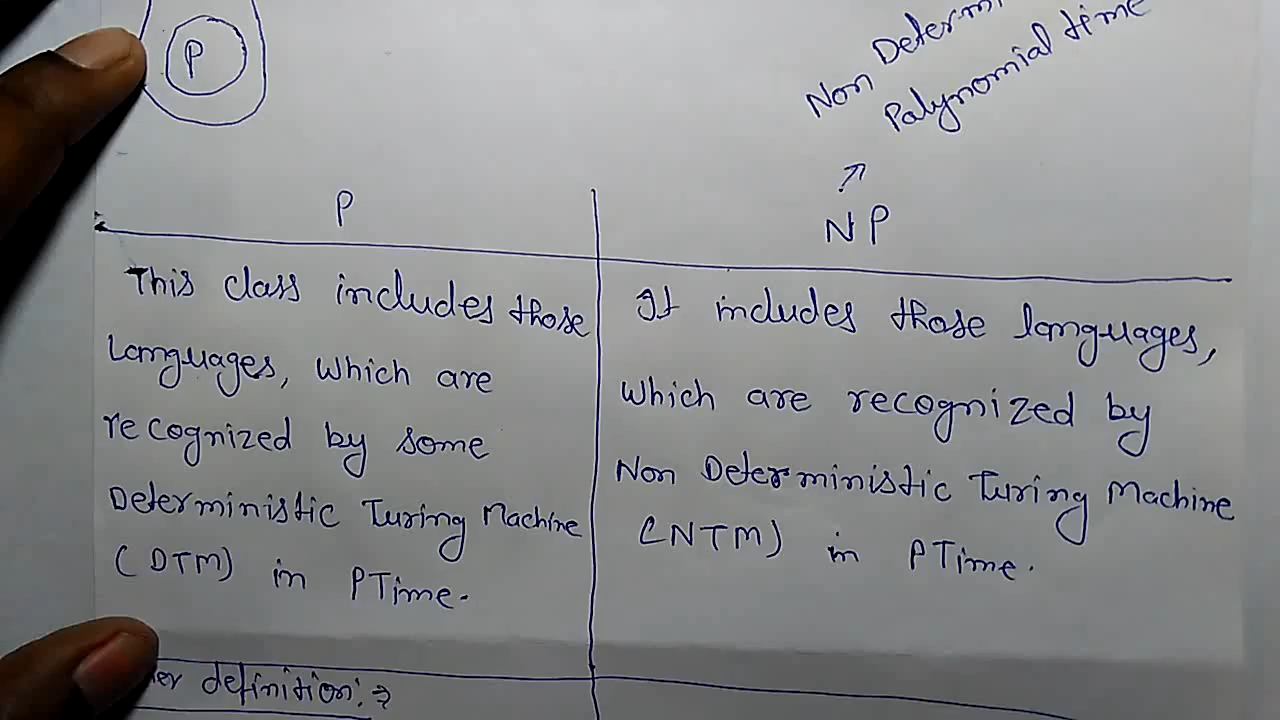 P
Non Determi
Palynomial time
P
NP
This class includes those
Languages, which are
recognized by some
Deterministic Turing Machine
(DTM) in PTime.
It includes those languages,
which are recognized by
Non Deterministic Turing Machine
(NTM) in PTime.
definition: